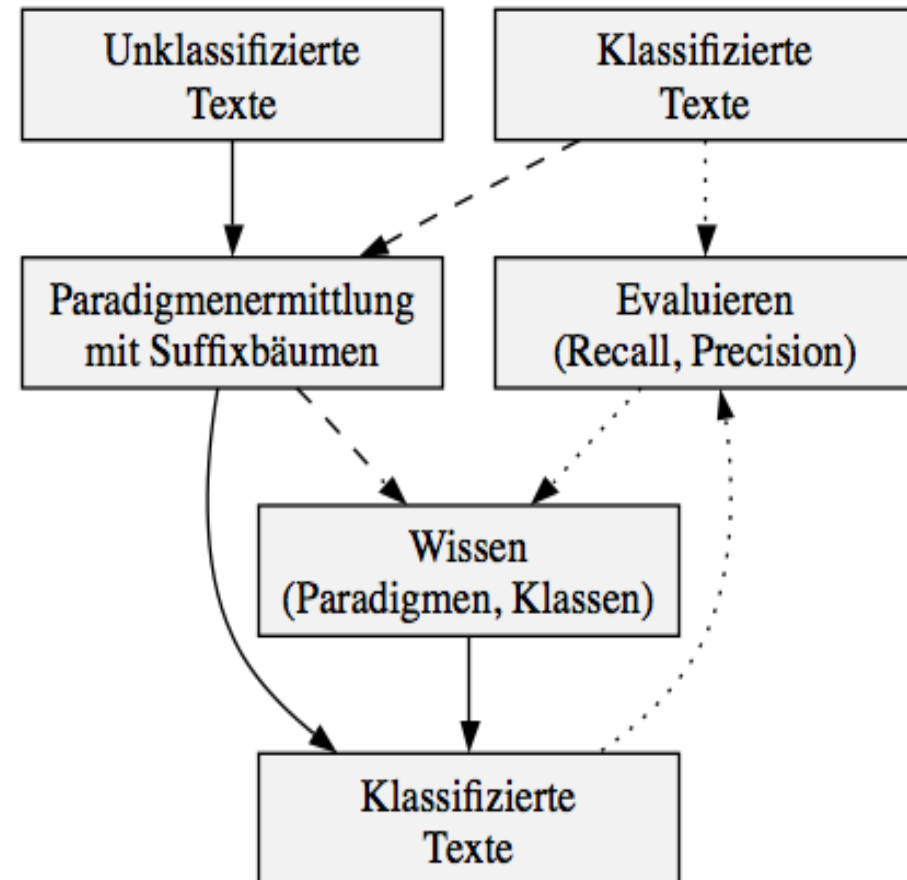 Unklassifizierte
Texte
Klassifizierte
Texte
Paradigmenermittlung
mit Suffixbäumen
Evaluieren
(Recall, Precision)
Wissen
(Paradigmen, Klassen)
Klassifizierte
Texte